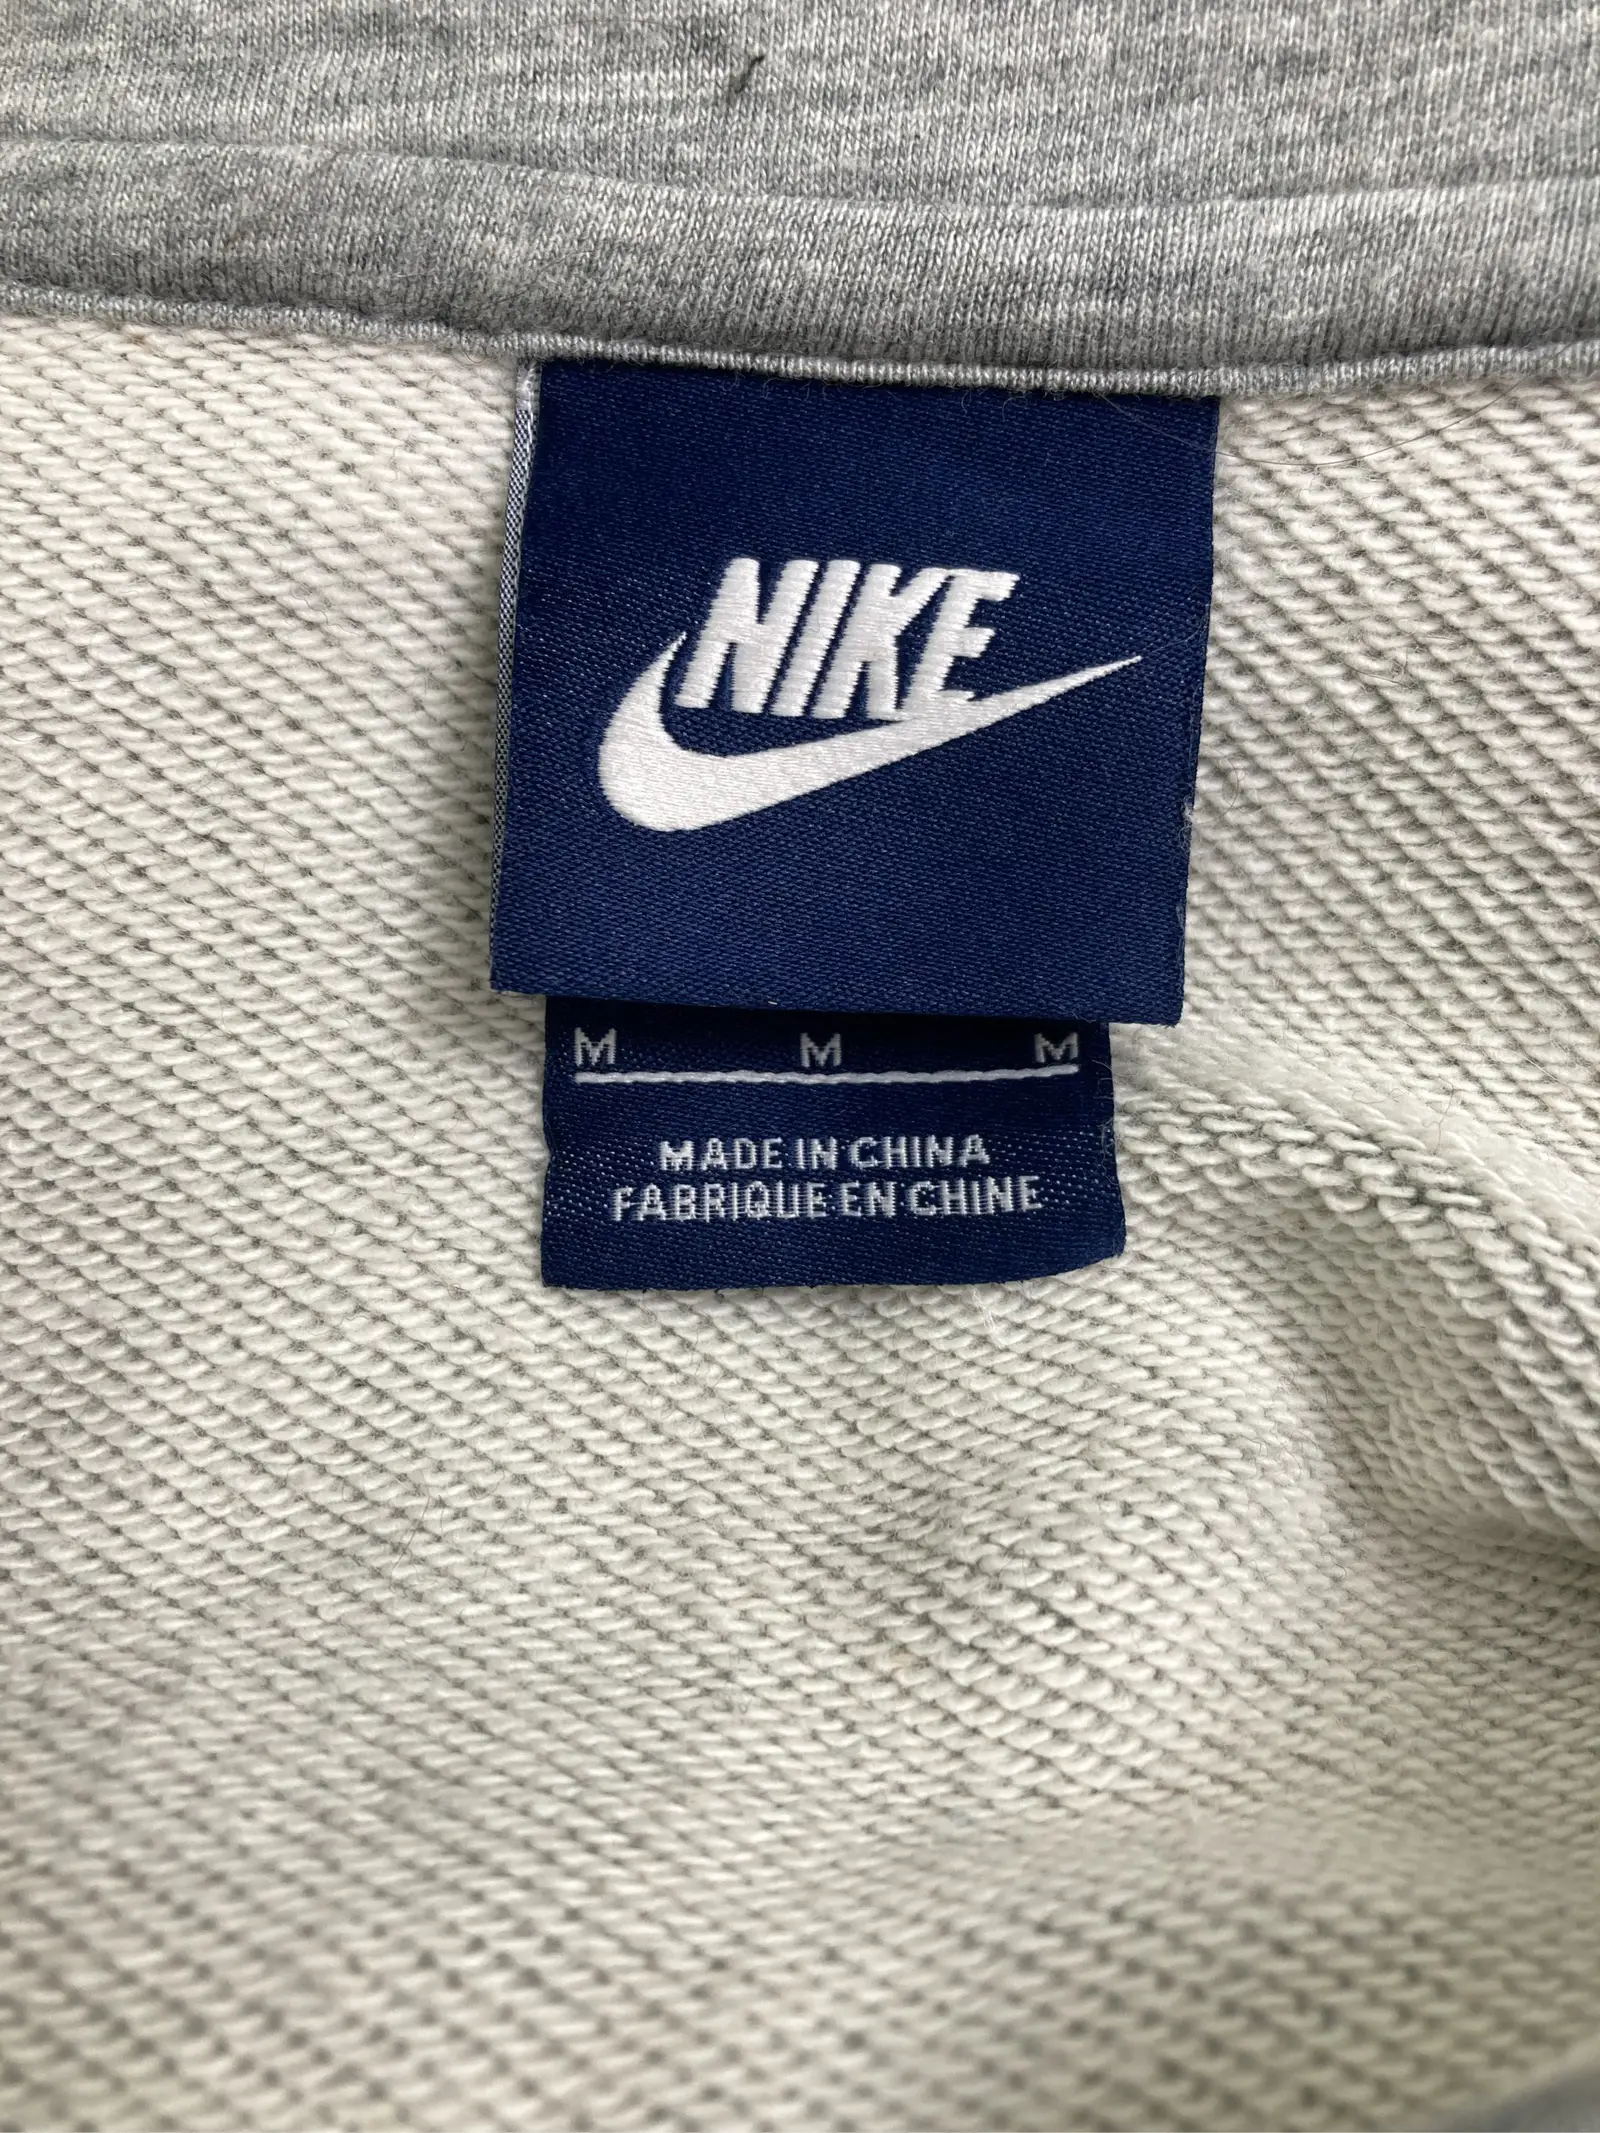 NIKE
M M M
MADE IN CHINA
FABRIQUE EN CHINE